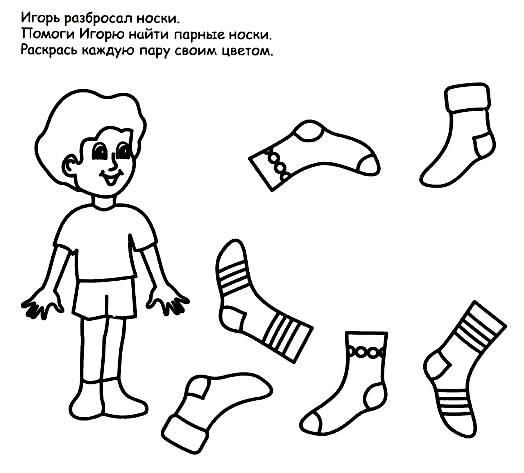 Игорь разбросал носки.
Помоги Игорю найти парные носки.
Раскрась каждую пару своим цветом.